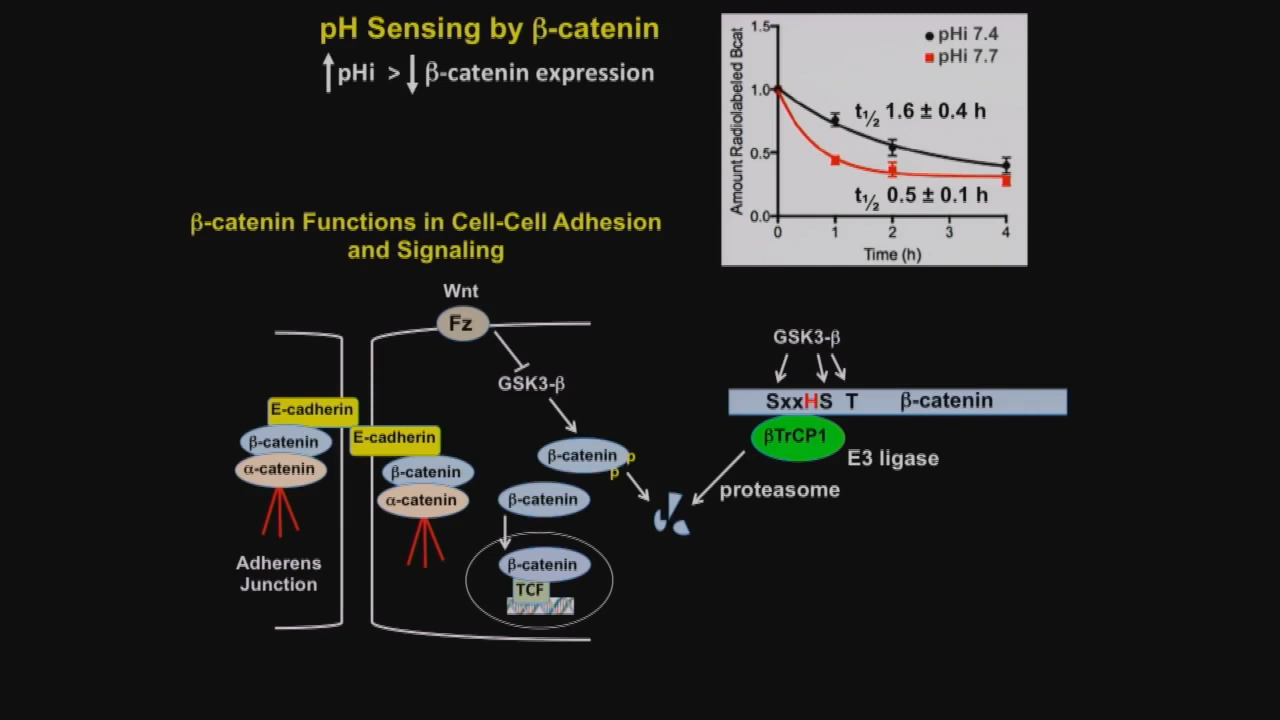 pH Sensing by β-catenin
pHi > β-catenin expression
1.5
1.0
0.5
0.0
Amount Radiolabeled Bcat
pHi 7.4
pHi 7.7
t½ 1.6 ± 0.4 h
t½ 0.5 ± 0.1 h
0 1 2 3 4
Time (h)
β-catenin Functions in Cell-Cell Adhesion
and Signaling
Wnt
Fz
GSK3-β
E-cadherin
β-catenin
α-catenin
E-cadherin
β-catenin
α-catenin
β-catenin
p
p
β-catenin
β-catenin
TCF
Adherens
Junction
GSK3-β
SxxHS T β-catenin
βTrCP1
E3 ligase
proteasome